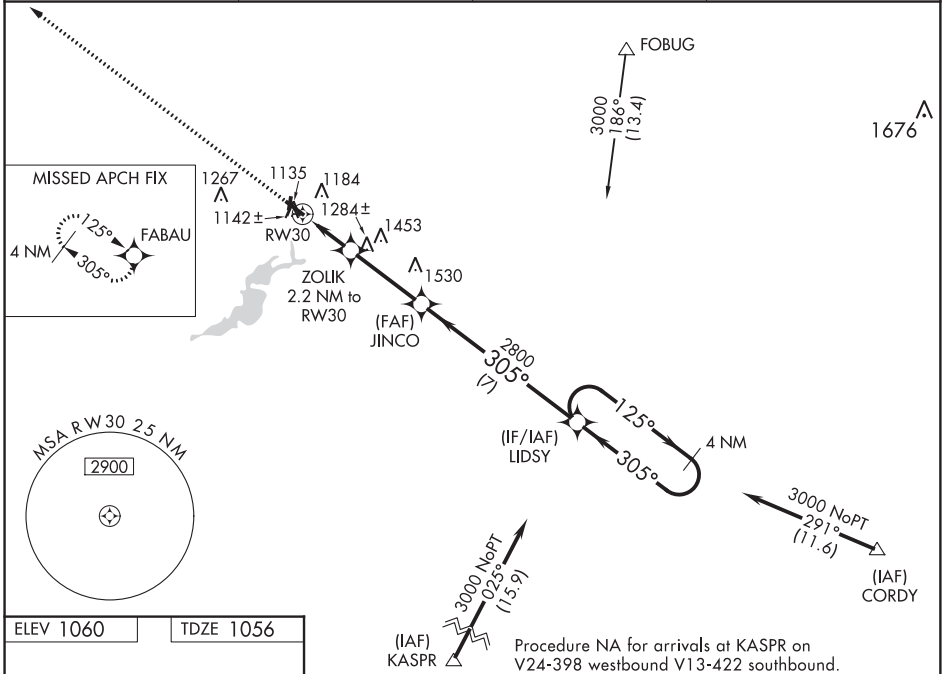 FOBUG
3000
186°
(13.4)
1676
MISSED APCH FIX
125°
FABAU
4 NM
305°
1267
1135
1184
1142±
1284±
1453
RW30
ZOLIK
2.2 NM to
RW30
1530
(FAF)
JINCO
2800
305°
(7)
(IF/IAF)
LIDSY
125°
4 NM
305°
MSA RW30 25 NM
2900
3000 NoPT
291°
(11.6)
(IAF)
CORDY
3000 NoPT
025°
(15.9)
(IAF)
KASPR
Procedure NA for arrivals at KASPR on
V24-398 westbound V13-422 southbound.
ELEV 1060
TDZE 1056